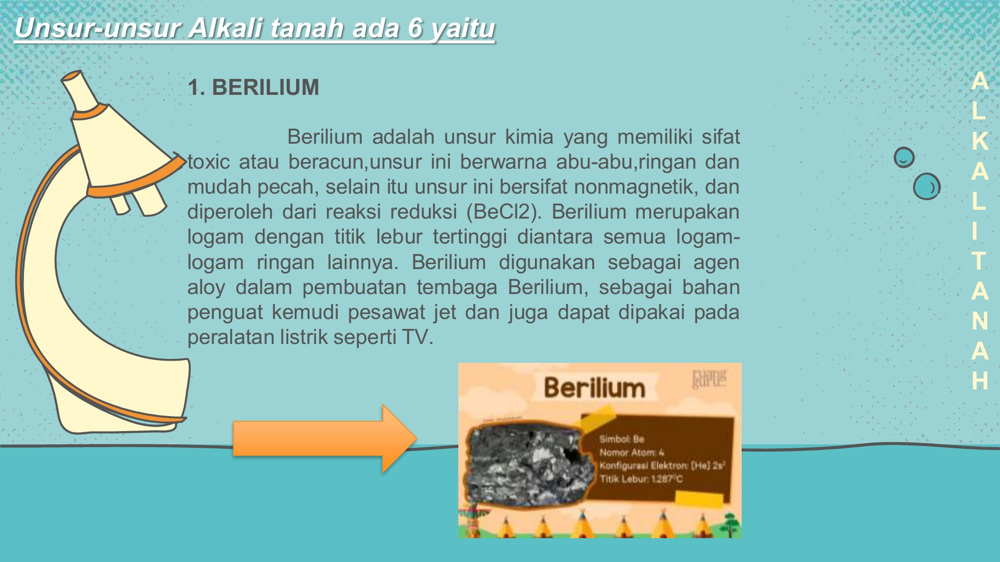 Unsur-unsur Alkali tanah ada 6 yaitu
1. BERILIUM
Berilium adalah unsur kimia yang memiliki sifat
toxic atau beracun,unsur ini berwarna abu-abu,ringan dan
mudah pecah, selain itu unsur ini bersifat nonmagnetik, dan
diperoleh dari reaksi reduksi (BeCl2). Berilium merupakan
logam dengan titik lebur tertinggi diantara semua logam-
logam ringan lainnya. Berilium digunakan sebagai agen
aloy dalam pembuatan tembaga Berilium, sebagai bahan
penguat kemudi pesawat jet dan juga dapat dipakai pada
peralatan listrik seperti TV.
ruang
guru
Berilium
Simbol: Be
Nomor Atom: 4
Konfigurasi Elektron: [He] 2s²
Titik Lebur: 1.287⁰C
A
L
K
A
L
I
T
A
N
A
H